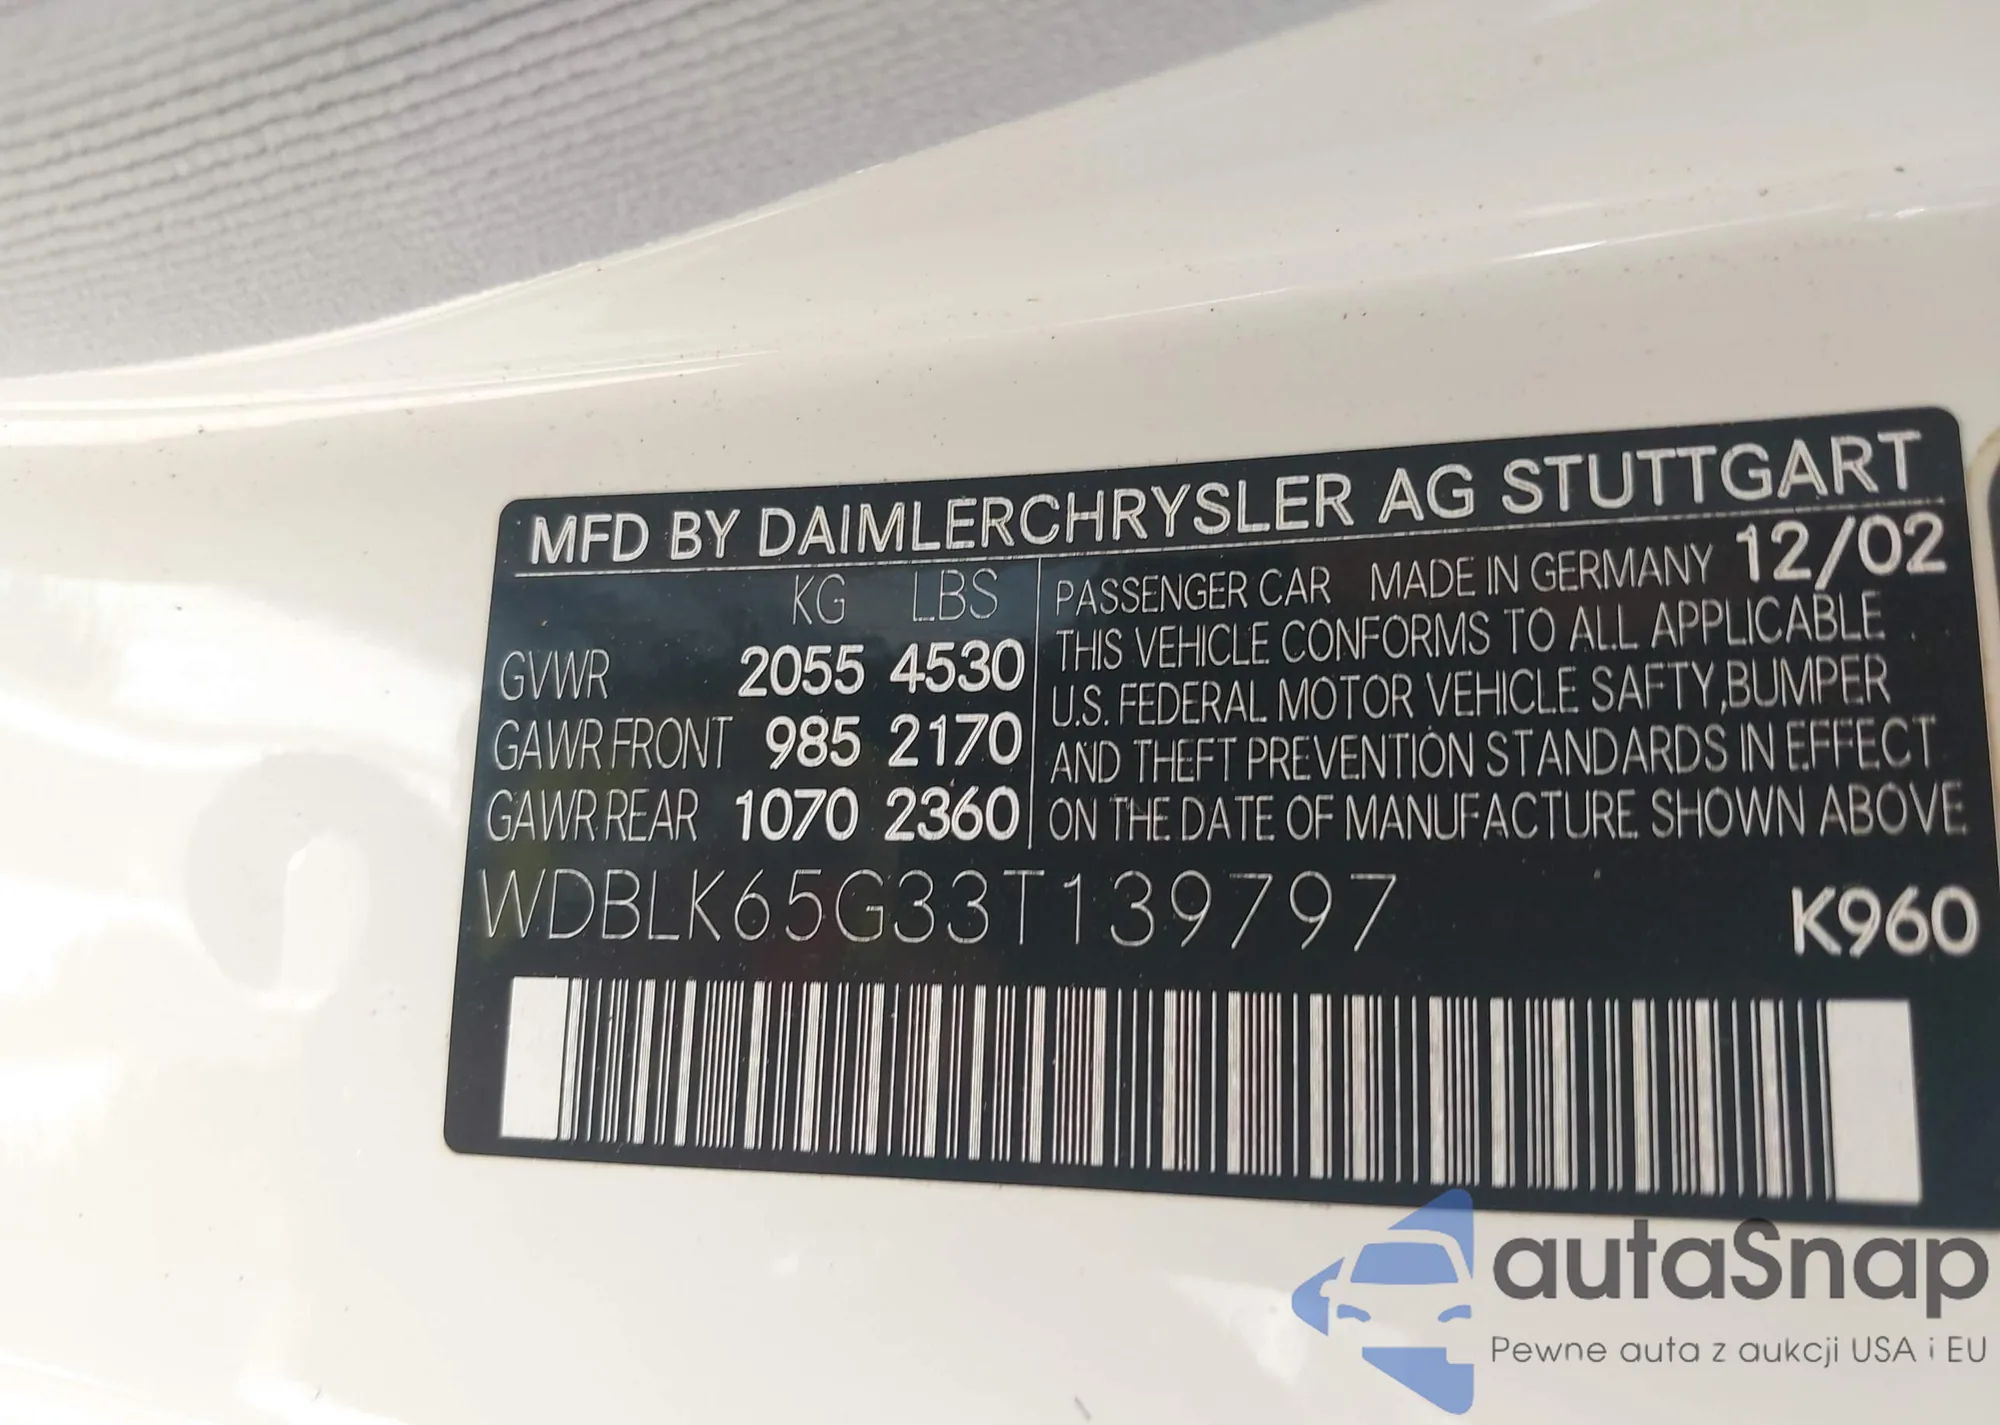 MFD BY DAIMLERCHRYSLER AG STUTTGART
KG LBS
GVWR 2055 4530
GAWR FRONT 985 2170
GAWR REAR 1070 2360
PASSENGER CAR MADE IN GERMANY 12/02
THIS VEHICLE CONFORMS TO ALL APPLICABLE
U.S. FEDERAL MOTOR VEHICLE SAFTY,BUMPER
AND THEFT PREVENTION STANDARDS IN EFFECT
ON THE DATE OF MANUFACTURE SHOWN ABOVE
WDBLK65G33T139797
K960
autaSnap
Pewne auta z aukcji USA i EU